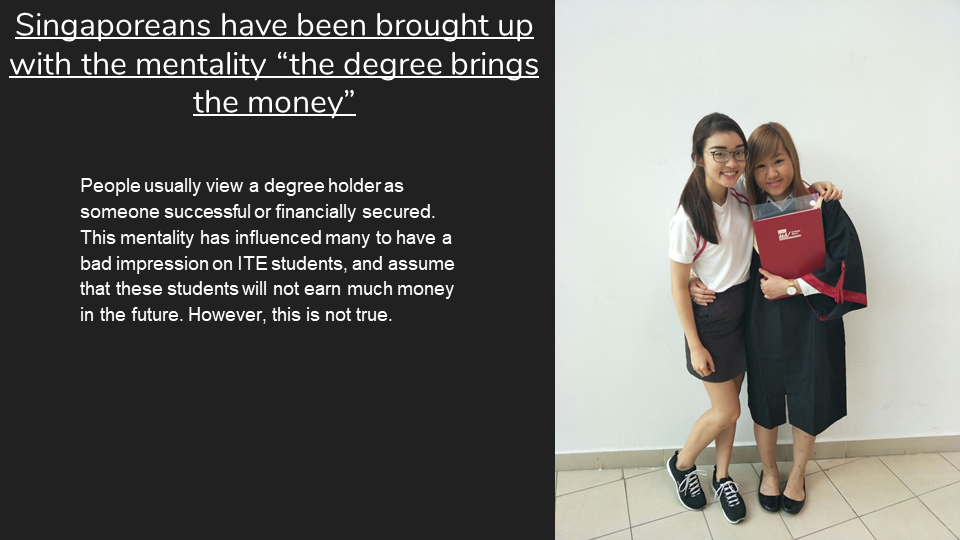 Singaporeans have been brought up
with the mentality “the degree brings
the money”
People usually view a degree holder as
someone successful or financially secured.
This mentality has influenced many to have a
bad impression on ITE students, and assume
that these students will not earn much money
in the future. However, this is not true.